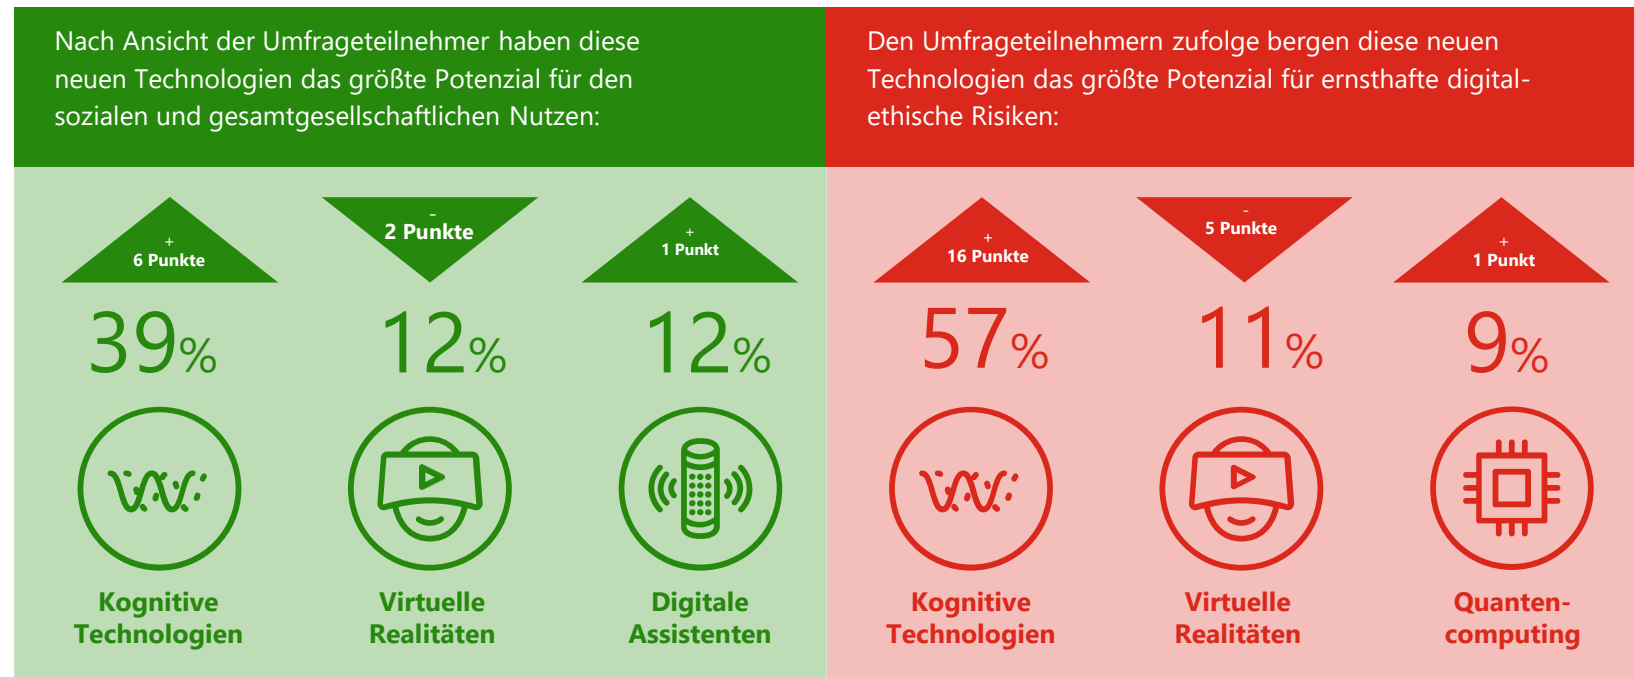 Nach Ansicht der Umfrageteilnehmer haben diese
neuen Technologien das größte Potenzial für den
sozialen und gesamtgesellschaftlichen Nutzen:
+
6 Punkte
-
2 Punkte
+
1 Punkt
39%
12%
12%
Kognitive
Technologien
Virtuelle
Realitäten
Digitale
Assistenten
Den Umfrageteilnehmern zufolge bergen diese neuen
Technologien das größte Potenzial für ernsthafte digital-
ethische Risiken:
+
16 Punkte
-
5 Punkte
+
1 Punkt
57%
11%
9%
Kognitive
Technologien
Virtuelle
Realitäten
Quanten-
computing